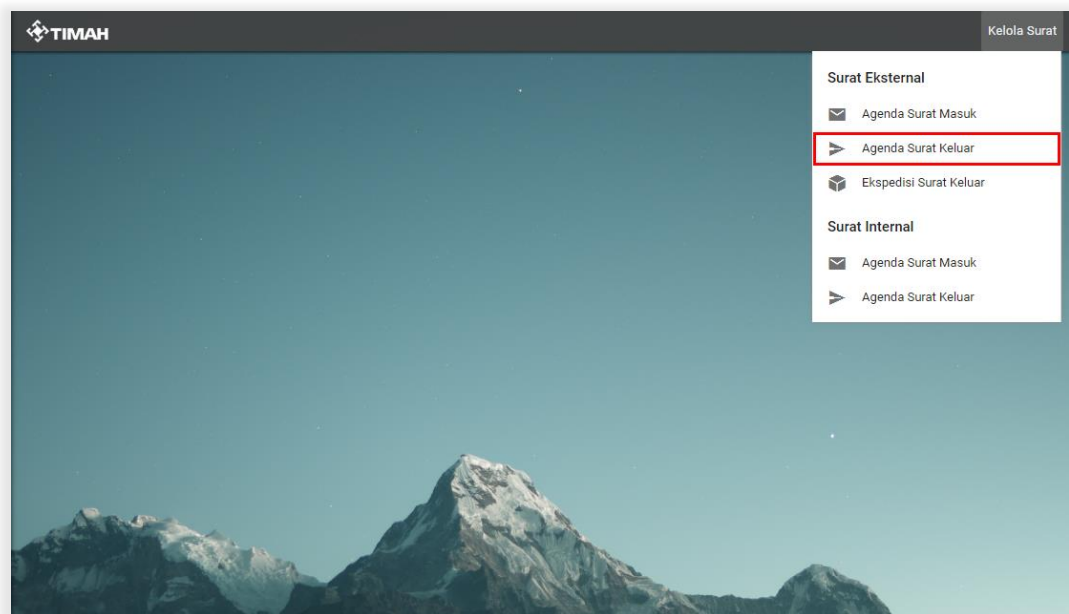 TIMAH
Kelola Surat
Surat Eksternal
Agenda Surat Masuk
Agenda Surat Keluar
Ekspedisi Surat Keluar
Surat Internal
Agenda Surat Masuk
Agenda Surat Keluar